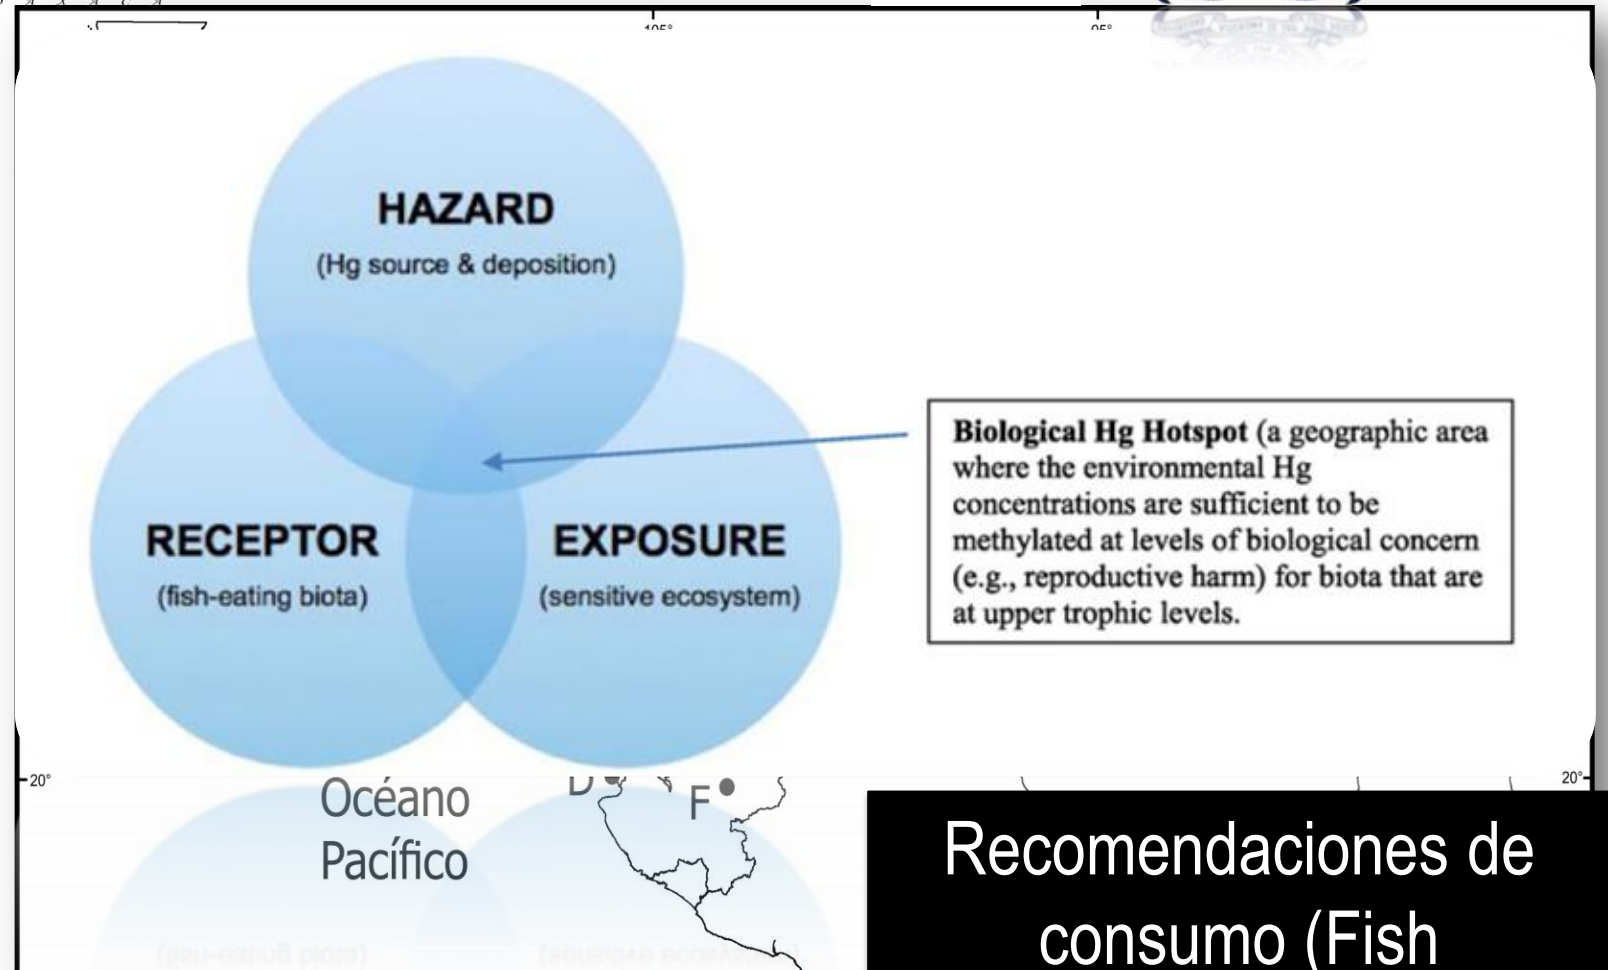 HAZARD
(Hg source & deposition)
RECEPTOR
(fish-eating biota)
EXPOSURE
(sensitive ecosystem)
Biological Hg Hotspot (a geographic area
where the environmental Hg
concentrations are sufficient to be
methylated at levels of biological concern
(e.g., reproductive harm) for biota that are
at upper trophic levels.
20°
20°
Océano
Pacífico
D
F
Recomendaciones de
consumo (Fish